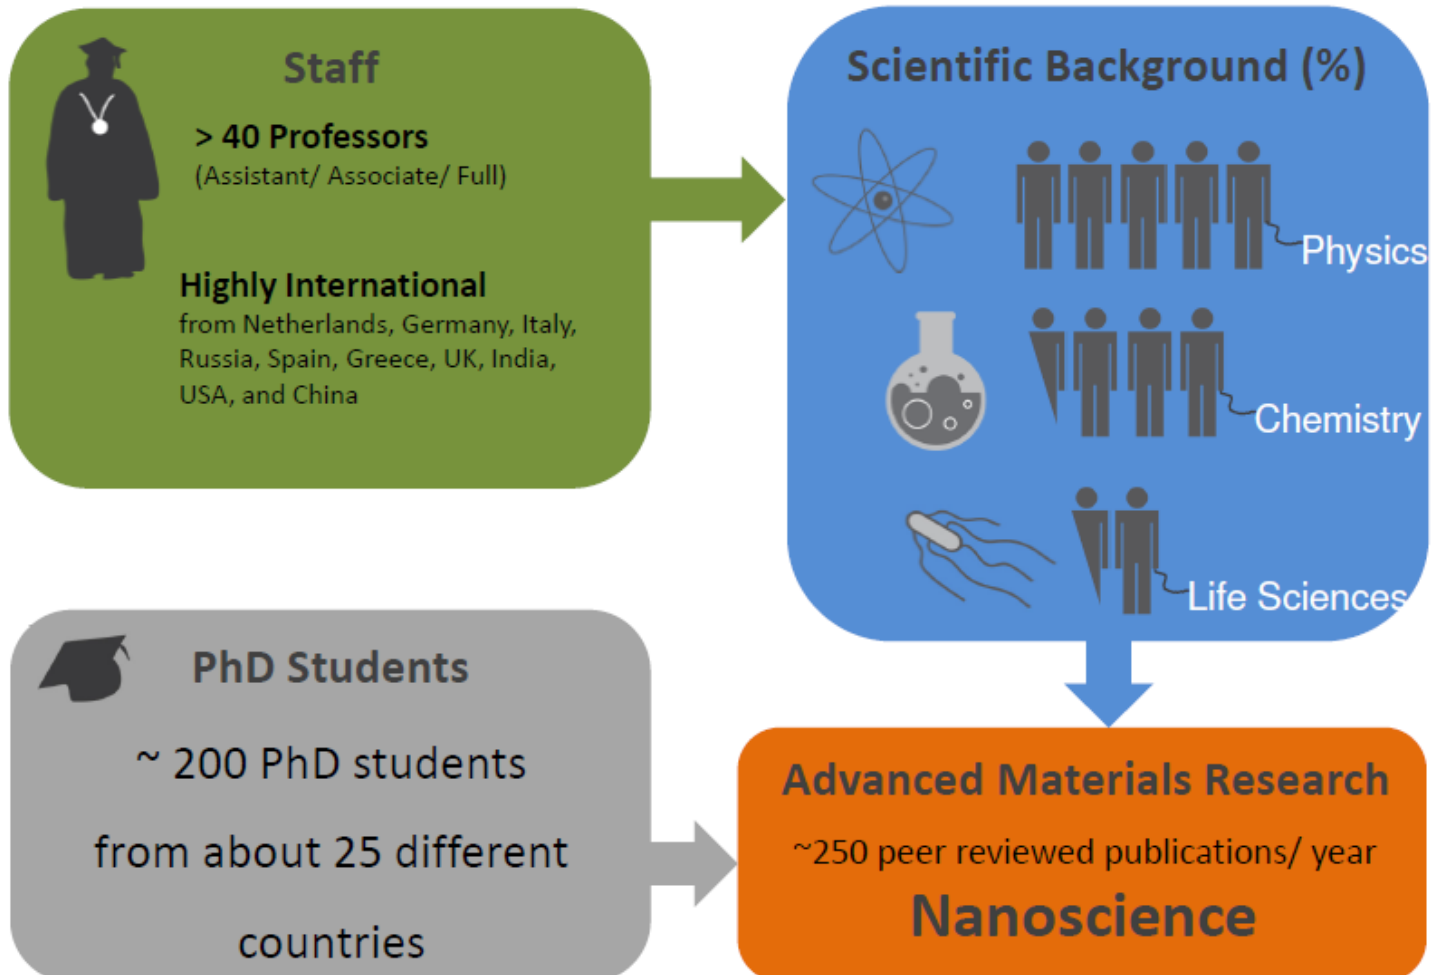 Staff
> 40 Professors
(Assistant/ Associate/ Full)
Highly International
from Netherlands, Germany, Italy,
Russia, Spain, Greece, UK, India,
USA, and China
Scientific Background (%)
Physics
Chemistry
Life Sciences
PhD Students
~ 200 PhD students
from about 25 different
countries
Advanced Materials Research
~250 peer reviewed publications/ year
Nanoscience